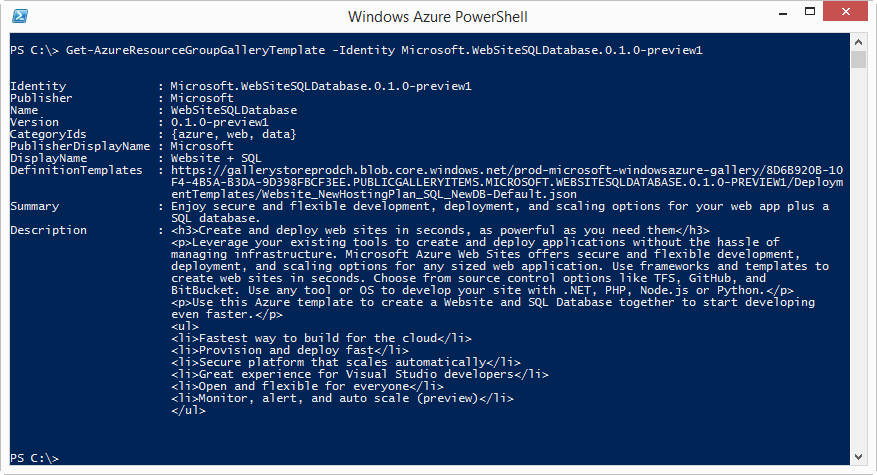 Windows Azure PowerShell
PS C:\> Get-AzureResourceGroupGalleryTemplate -Identity Microsoft.WebSiteSQLDatabase.0.1.0-preview1
Identity : Microsoft.WebSiteSQLDatabase.0.1.0-preview1
Publisher : Microsoft
Name : WebSiteSQLDatabase
Version : 0.1.0-preview1
CategoryIds : {azure, web, data}
PublisherDisplayName : Microsoft
DisplayName : Website + SQL
DefinitionTemplates : https://gallerystoreprodch.blob.core.windows.net/prod-microsoft-windowsazure-gallery/8D6B920B-10
F4-4B5A-B3DA-9D398FBCF3EE.PUBLICGALLERYITEMS.MICROSOFT.WEBSITESQLDATABASE.0.1.0-PREVIEW1/Deploym
entTemplates/Website_NewHostingPlan_SQL_NewDB-Default.json
Summary : Enjoy secure and flexible development, deployment, and scaling options for your web app plus a
SQL database.
Description : <h3>Create and deploy web sites in seconds, as powerful as you need them</h3>
<p>Leverage your existing tools to create and deploy applications without the hassle of
managing infrastructure. Microsoft Azure Web Sites offers secure and flexible development,
deployment, and scaling options for any sized web application. Use frameworks and templates to
create web sites in seconds. Choose from source control options like TFS, GitHub, and
BitBucket. Use any tool or OS to develop your site with .NET, PHP, Node.js or Python.</p>
<p>Use this Azure template to create a Website and SQL Database together to start developing
even faster.</p>
<ul>
<li>Fastest way to build for the cloud</li>
<li>Provision and deploy fast</li>
<li>Secure platform that scales automatically</li>
<li>Great experience for Visual Studio developers</li>
<li>Open and flexible for everyone</li>
<li>Monitor, alert, and auto scale (preview)</li>
</ul>
PS C:\>